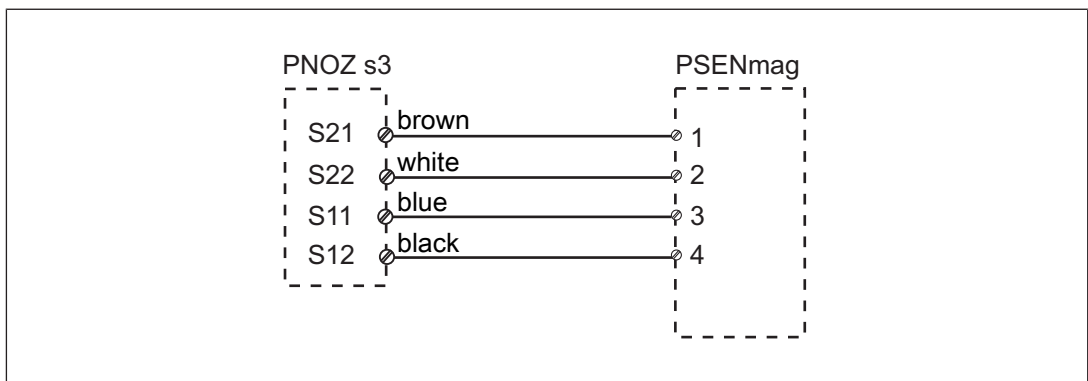 PNOZ s3 PSENmag
S21 brown 1
S22 white 2
S11 blue 3
S12 black 4